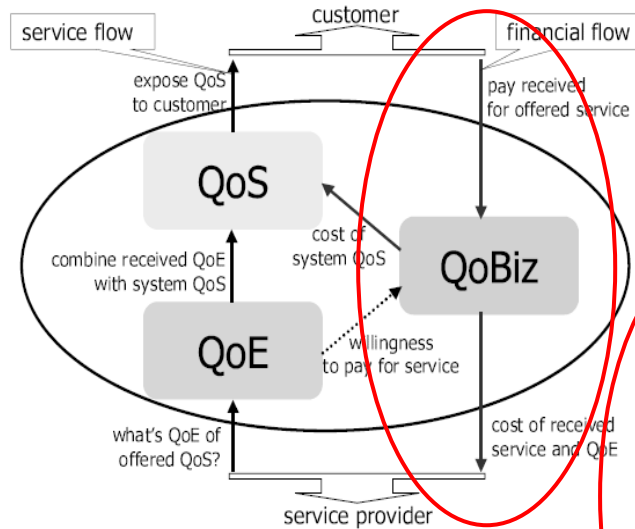 customer
service flow
financial flow
expose QoS
to customer
pay received
for offered service
QoS
cost of
system QoS
QoBiz
combine received QoE
with system QoS
QoE
willingness
to pay for service
what's QoE of
offered QoS?
cost of received
service and QoE
service provider